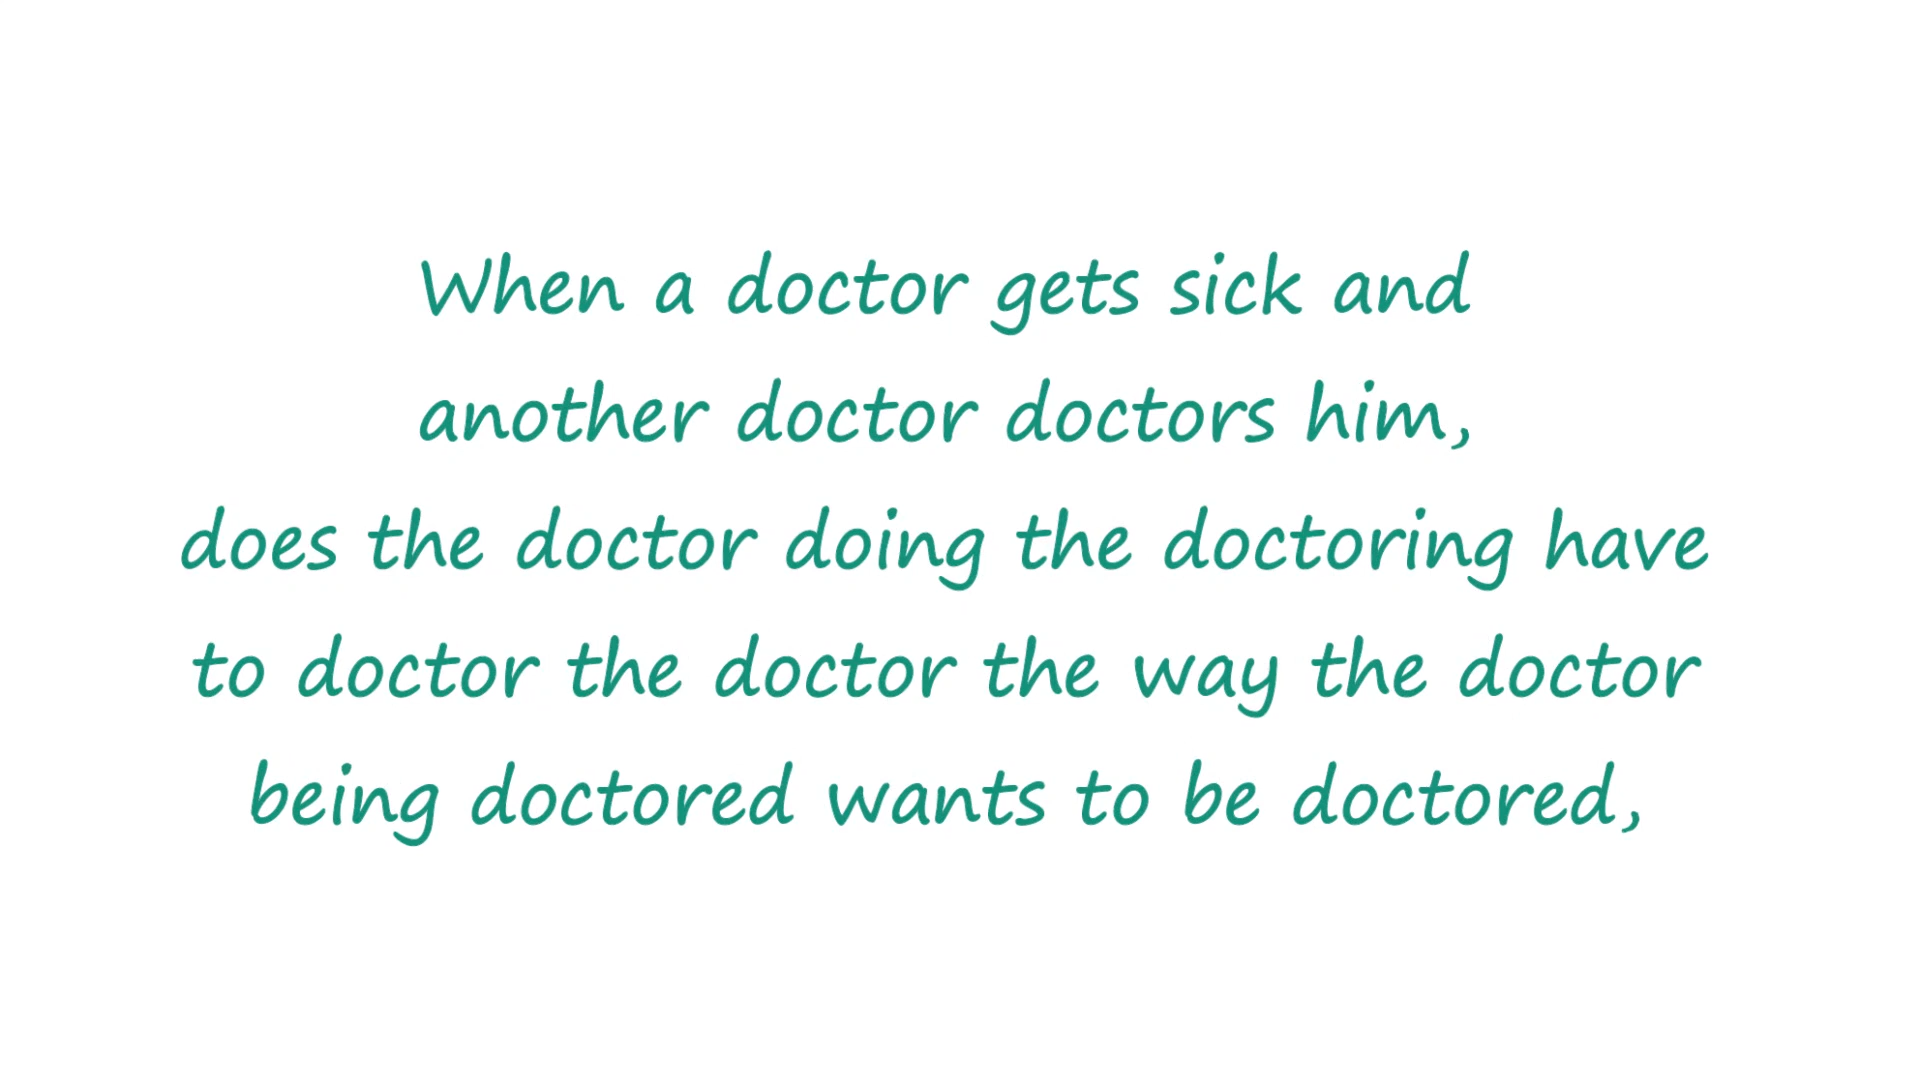 When a doctor gets sick and
another doctor doctors him,
does the doctor doing the doctoring have
to doctor the doctor the way the doctor
being doctored wants to be doctored,